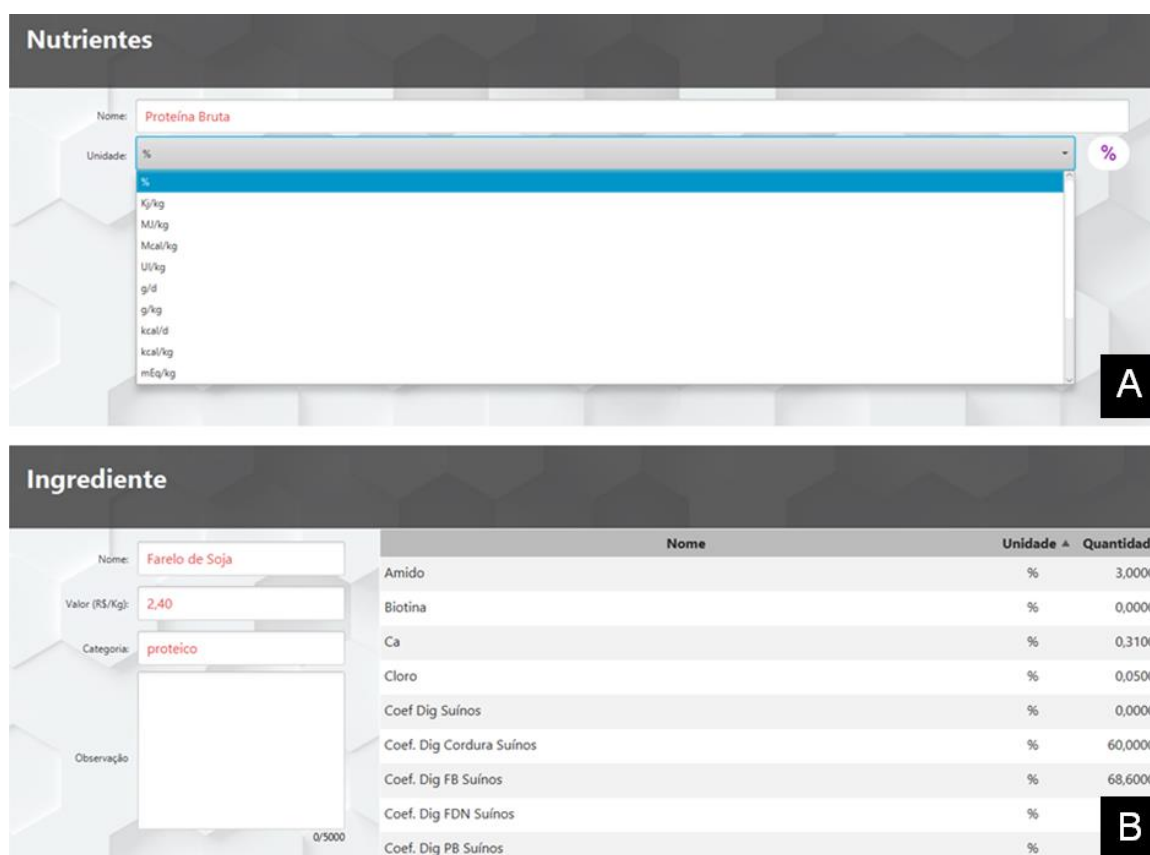 Nutrientes
Nome: Proteína Bruta
Unidade: % %
%
Kj/kg
MJ/kg
Mcal/kg
UI/kg
g/d
g/kg
kcal/d
kcal/kg
mEq/kg
A
Ingrediente
Nome Unidade Quantidad
Nome: Farelo de Soja
Amido % 3,000
Valor (R$/Kg): 2,40
Biotina % 0,000
Categoria: proteico
Ca % 0,310
Cloro % 0,050
Coef Dig Suínos % 0,000
Observação
Coef. Dig Cordura Suínos % 60,000
Coef. Dig FB Suínos % 68,600
Coef. Dig FDN Suínos %
0/5000
Coef. Dig PB Suínos %
B